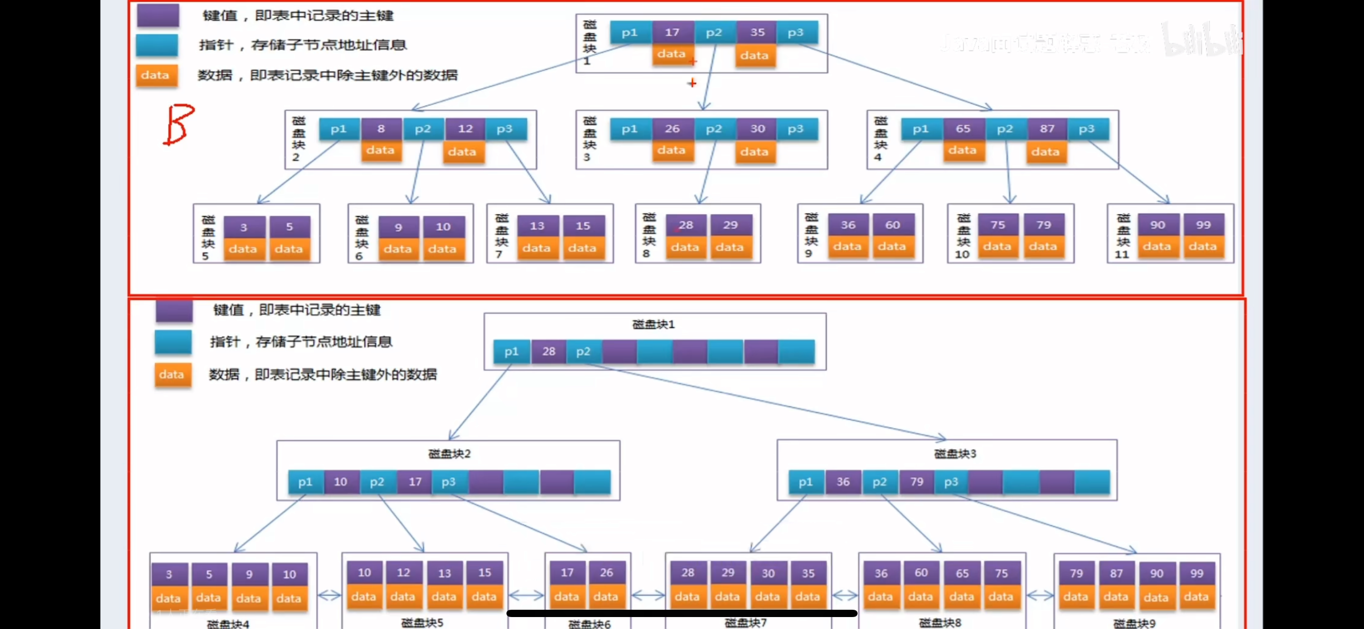 键值，即表中记录的主键
指针，存储子节点地址信息
data 数据，即表记录中除主键外的数据
B
磁盘块1
p1 17 p2 35 p3
data data
磁盘块2
p1 8 p2 12 p3
data data
磁盘块3
p1 26 p2 30 p3
data data
磁盘块4
p1 65 p2 87 p3
data data
磁盘块5
3 5
data data
磁盘块6
9 10
data data
磁盘块7
13 15
data data
磁盘块8
28 29
data data
磁盘块9
36 60
data data
磁盘块10
75 79
data data
磁盘块11
90 99
data data
键值，即表中记录的主键
指针，存储子节点地址信息
data 数据，即表记录中除主键外的数据
磁盘块1
p1 28 p2
磁盘块2
p1 10 p2 17 p3
磁盘块3
p1 36 p2 79 p3
3 5 9 10
data data data data
磁盘块4
10 12 13 15
data data data data
磁盘块5
17 26
data data
磁盘块6
28 29 30 35
data data data data
磁盘块7
36 60 65 75
data data data data
磁盘块8
79 87 90 99
data data data data
磁盘块9
bilibili